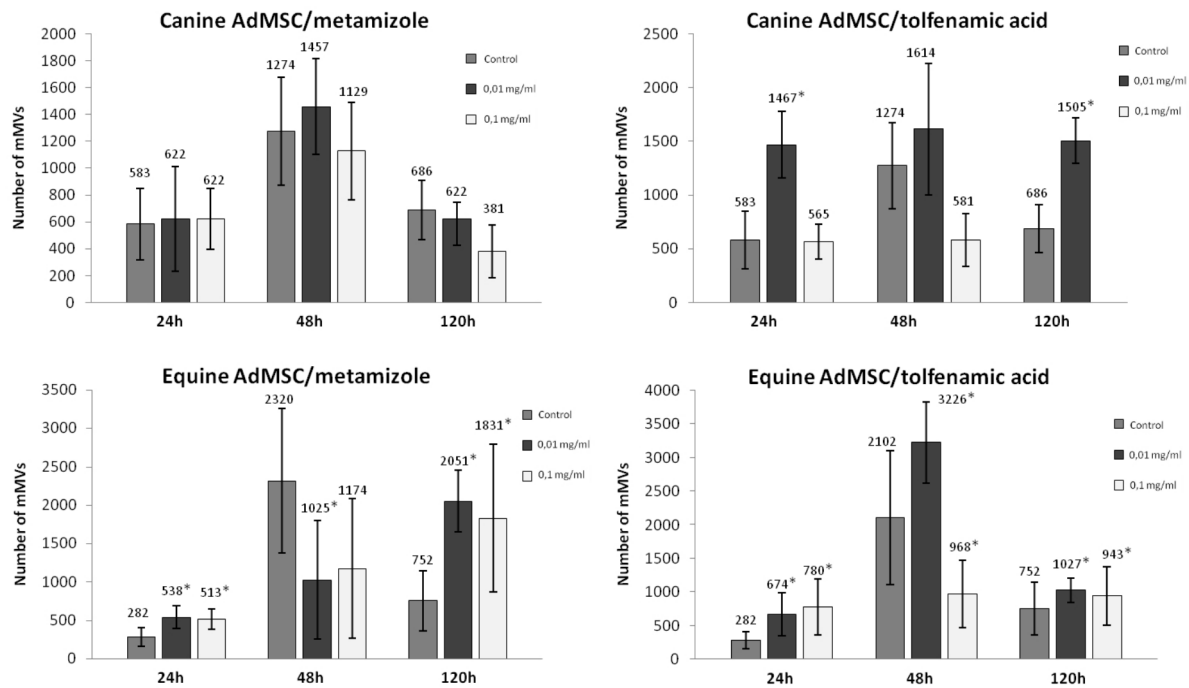 Canine AdMSC/metamizole
Number of mMVs
2000
1800
1600
1400
1200
1000
800
600
400
200
0
583
622
622
1274
1457
1129
686
622
381
24h
48h
120h
Control
0,01 mg/ml
0,1 mg/ml
Canine AdMSC/tolfenamic acid
Number of mMVs
2500
2000
1500
1000
500
0
583
1467*
565
1274
1614
581
686
1505*
24h
48h
120h
Control
0,01 mg/ml
0,1 mg/ml
Equine AdMSC/metamizole
Number of mMVs
3500
3000
2500
2000
1500
1000
500
0
282
538*
513*
2320
1025*
1174
752
2051*
1831*
24h
48h
120h
Control
0,01 mg/ml
0,1 mg/ml
Equine AdMSC/tolfenamic acid
Number of mMVs
4000
3500
3000
2500
2000
1500
1000
500
0
282
674*
780*
2102
3226*
968*
752
1027*
943*
24h
48h
120h
Control
0,01 mg/ml
0,1 mg/ml